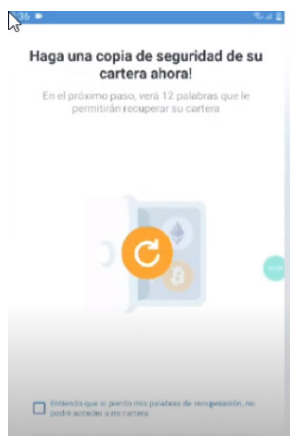 :36
Haga una copia de seguridad de su
cartera ahora!
En el próximo paso, verá 12 palabras que le
permitirán recuperar su cartera
Entiendo que si pierdo mis palabras de recuperación, no
podré acceder a mi cartera